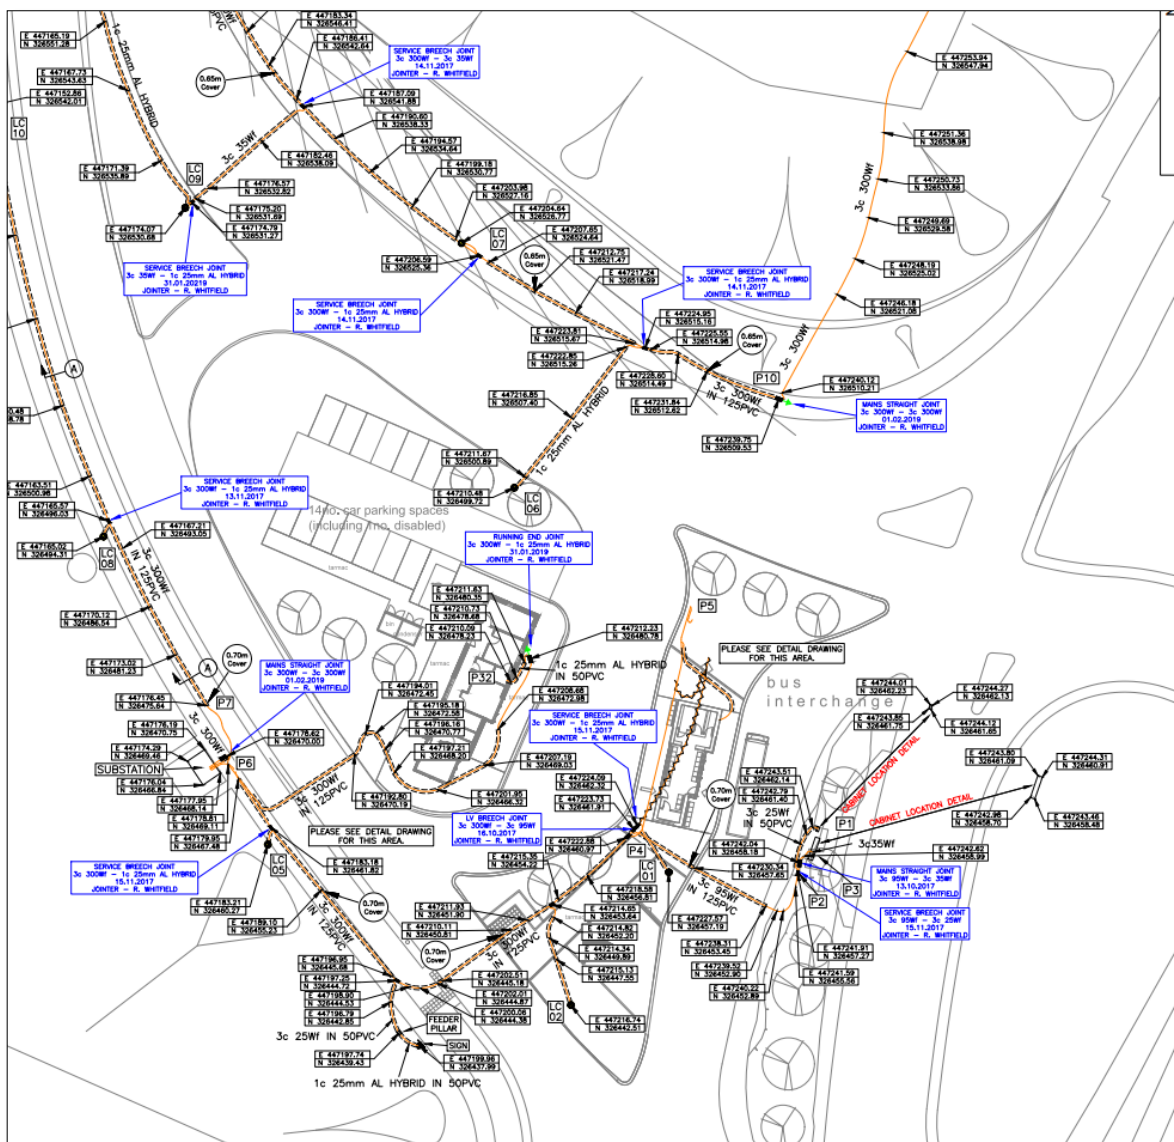 E 447183.34
N 326546.41
E 447165.19
N 326551.28
E 447186.41
N 326542.64
SERVICE BREECH JOINT
3c 300Wf - 3c 35Wf
14.11.2017
JOINTER - R. WHITFIELD
E 447253.94
N 326547.94
1c 25mm AL HYBRID
E 447167.73
N 326543.63
0.65m
Cover
E 447152.86
N 326542.01
E 447187.09
N 326541.88
LC
10
E 447190.60
N 326538.33
3c 35Wf
E 447194.57
N 326534.64
E 447251.36
N 326538.98
E 447182.46
N 326538.09
E 447199.18
N 326530.77
3c 300Wf
E 447171.39
N 326535.89
LC
09
E 447176.57
N 326532.82
E 447250.73
N 326533.86
E 447203.98
N 326527.16
E 447175.20
N 326531.69
E 447204.64
N 326526.77
E 447249.69
N 326529.58
E 447174.07
N 326530.68
E 447174.79
N 326531.27
LC
07
E 447207.65
N 326524.64
E 447206.59
N 326525.36
0.65m
Cover
E 447212.75
N 326521.47
E 447248.19
N 326525.02
SERVICE BREECH JOINT
3c 35Wf - 1c 25mm AL HYBRID
31.01.20219
JOINTER - R. WHITFIELD
E 447217.24
N 326518.99
SERVICE BREECH JOINT
3c 300Wf - 1c 25mm AL HYBRID
14.11.2017
JOINTER - R. WHITFIELD
SERVICE BREECH JOINT
3c 300Wf - 1c 25mm AL HYBRID
14.11.2017
JOINTER - R. WHITFIELD
E 447246.18
N 326521.08
E 447224.95
N 326515.16
E 447223.81
N 326515.67
E 447225.55
N 326514.98
0.65m
Cover
3c 300Wf
E 447222.85
N 326515.26
E 447228.60
N 326514.49
P10
A
E 447231.84
N 326512.62
3c 300Wf
IN 125PVC
E 447240.12
N 326510.21
E 447216.85
N 326507.40
1c 25mm AL HYBRID
MAINS STRAIGHT JOINT
3c 300Wf - 3c 300Wf
01.02.2019
JOINTER - R. WHITFIELD
E 447239.75
N 326509.53
E 447211.67
N 326500.89
E 447163.51
N 326500.98
SERVICE BREECH JOINT
3c 300Wf - 1c 25mm AL HYBRID
13.11.2017
JOINTER - R. WHITFIELD
E 447210.48
N 326499.72
LC
06
E 447165.57
N 326496.03
14no. car parking spaces
(including 1no. disabled)
E 447167.21
N 326493.05
E 447165.02
N 326494.31
RUNNING END JOINT
3c 300Wf - 1c 25mm AL HYBRID
31.01.2019
JOINTER - R. WHITFIELD
LC
08
3c 300Wf
IN 125PVC
tarmac
E 447211.63
N 326480.35
E 447170.12
N 326486.54
bin
E 447210.73
N 326478.68
P5
E 447210.09
N 326478.23
E 447212.23
N 326480.78
A
0.70m
Cover
tarmac
E 447173.02
N 326481.23
MAINS STRAIGHT JOINT
3c 300Wf - 3c 300Wf
01.02.2019
JOINTER - R. WHITFIELD
P32
1c 25mm AL HYBRID
IN 50PVC
PLEASE SEE DETAIL DRAWING
FOR THIS AREA.
bus
interchange
E 447244.01
N 326462.23
E 447244.27
N 326462.13
E 447194.01
N 326472.45
E 447176.45
N 326475.64
P7
E 447195.18
N 326472.58
E 447208.68
N 326472.98
E 447176.19
N 326470.75
3c 300Wf
E 447196.16
N 326470.77
SERVICE BREECH JOINT
3c 300Wf - 1c 25mm AL HYBRID
15.11.2017
JOINTER - R. WHITFIELD
E 447243.85
N 326461.75
E 447244.12
N 326461.65
E 447178.62
N 326470.00
E 447174.29
N 326469.46
E 447197.21
N 326468.20
E 447207.19
N 326469.03
SUBSTATION
P6
E 447243.80
N 326461.09
E 447244.31
N 326460.91
E 447176.04
N 326466.84
3c 300Wf
IN 125PVC
E 447224.09
N 326462.32
0.70m
Cover
E 447243.51
N 326462.14
CABINET LOCATION DETAIL
E 447177.95
N 326468.14
E 447192.80
N 326470.19
E 447201.95
N 326466.32
E 447223.73
N 326461.91
E 447242.79
N 326461.40
CABINET LOCATION DETAIL
E 447178.81
N 326469.11
LV BREECH JOINT
3c 300Wf - 3c 95Wf
16.10.2017
JOINTER - R. WHITFIELD
3c 25Wf
IN 50PVC
P1
E 447242.98
N 326458.70
E 447243.46
N 326458.48
E 447179.95
N 326467.48
PLEASE SEE DETAIL DRAWING
FOR THIS AREA.
E 447222.88
N 326460.97
P4
E 447242.04
N 326458.18
3c35Wf
E 447242.62
N 326458.99
SERVICE BREECH JOINT
3c 300Wf - 1c 25mm AL HYBRID
15.11.2017
JOINTER - R. WHITFIELD
LC
05
E 447183.18
N 326461.82
E 447215.35
N 326454.22
LC
01
E 447230.34
N 326457.65
P3
MAINS STRAIGHT JOINT
3c 95Wf - 3c 35Wf
13.10.2017
JOINTER - R. WHITFIELD
E 447183.21
N 326460.27
E 447218.58
N 326456.81
3c 95Wf
IN 125PVC
P2
E 447189.10
N 326455.23
0.70m
Cover
E 447211.93
N 326451.90
E 447214.85
N 326453.64
E 447227.57
N 326457.19
SERVICE BREECH JOINT
3c 95Wf - 3c 25Wf
15.11.2017
JOINTER - R. WHITFIELD
3c 300Wf
IN 125PVC
E 447210.11
N 326450.81
E 447214.82
N 326452.20
E 447238.31
N 326453.45
0.70m
Cover
3c 300Wf
IN 125PVC
E 447214.34
N 326449.89
E 447241.91
N 326457.27
E 447196.95
N 326445.68
E 447215.13
N 326447.55
E 447239.52
N 326452.90
E 447241.59
N 326455.56
E 447197.25
N 326444.72
E 447202.51
N 326445.18
E 447240.22
N 326452.89
E 447198.90
N 326444.53
E 447202.01
N 326444.87
E 447196.79
N 326442.85
E 447200.06
N 326444.38
LC
02
E 447216.74
N 326442.51
FEEDER
PILLAR
3c 25Wf IN 50PVC
SIGN
E 447197.74
N 326439.43
E 447199.96
N 326437.99
1c 25mm AL HYBRID IN 50PVC